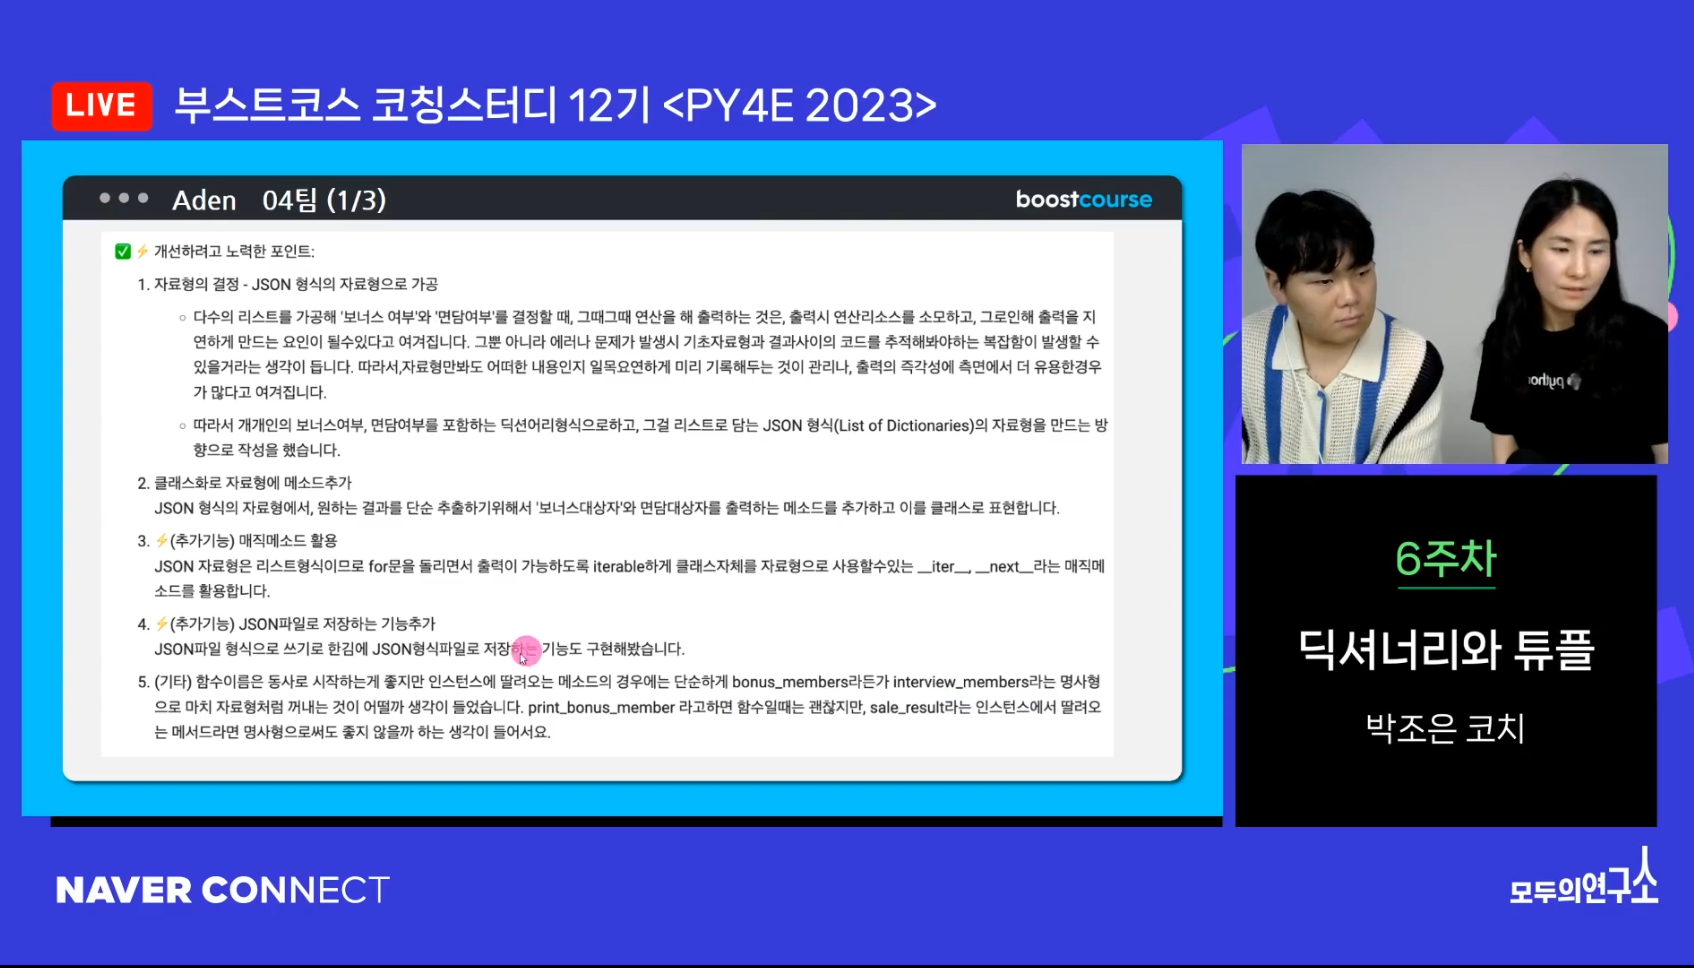 LIVE 부스트코스 코칭스터디 12기 <PY4E 2023>
Aden 04팀 (1/3)
boostcourse
✅ ⚡ 개선하려고 노력한 포인트:
1. 자료형의 결정 - JSON 형식의 자료형으로 가공
○ 다수의 리스트를 가공해 '보너스 여부'와 '면담여부'를 결정할 때, 그때그때 연산을 해 출력하는 것은, 출력시 연산리소스를 소모하고, 그로인해 출력을 지
연하게 만드는 요인이 될수있다고 여겨집니다. 그뿐 아니라 에러나 문제가 발생시 기초자료형과 결과사이의 코드를 추적해봐야하는 복잡함이 발생할 수
있을거라는 생각이 듭니다. 따라서,자료형만봐도 어떠한 내용인지 일목요연하게 미리 기록해두는 것이 관리나, 출력의 즉각성에 측면에서 더 유용한경우
가 많다고 여겨집니다.
○ 따라서 개개인의 보너스여부, 면담여부를 포함하는 딕션어리형식으로하고, 그걸 리스트로 담는 JSON 형식(List of Dictionaries)의 자료형을 만드는 방
향으로 작성을 했습니다.
2. 클래스화로 자료형에 메소드추가
JSON 형식의 자료형에서, 원하는 결과를 단순 추출하기위해서 '보너스대상자'와 면담대상자를 출력하는 메소드를 추가하고 이를 클래스로 표현합니다.
3. ⚡(추가기능) 매직메소드 활용
JSON 자료형은 리스트형식이므로 for문을 돌리면서 출력이 가능하도록 iterable하게 클래스자체를 자료형으로 사용할수있는 __iter__, __next__라는 매직메
소드를 활용합니다.
4. ⚡(추가기능) JSON파일로 저장하는 기능추가
JSON파일 형식으로 쓰기로 한김에 JSON형식파일로 저장하는 기능도 구현해봤습니다.
5. (기타) 함수이름은 동사로 시작하는게 좋지만 인스턴스에 딸려오는 메소드의 경우에는 단순하게 bonus_members라든가 interview_members라는 명사형
으로 마치 자료형처럼 꺼내는 것이 어떨까 생각이 들었습니다. print_bonus_member 라고하면 함수일때는 괜찮지만, sale_result라는 인스턴스에서 딸려오
는 메서드라면 명사형으로써도 좋지 않을까 하는 생각이 들어서요.
python
6주차
딕셔너리와 튜플
박조은 코치
NAVER CONNECT
모두의연구소